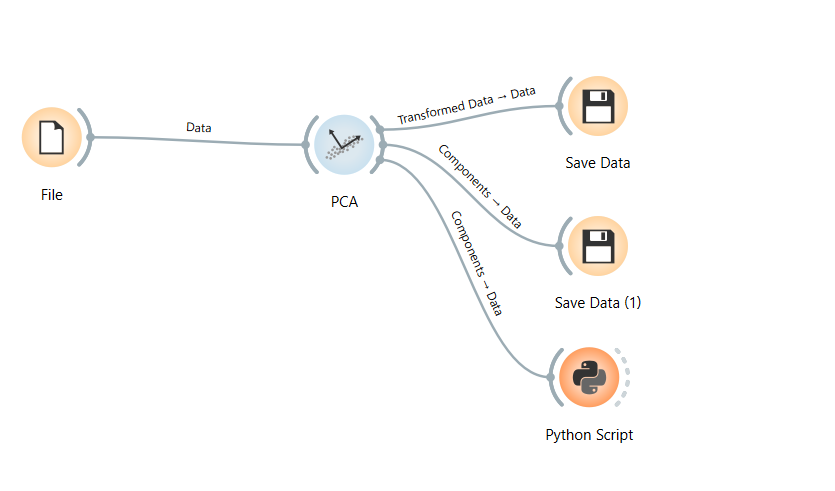 File
Data
PCA
Transformed Data → Data
Components → Data
Components → Data
Save Data
Save Data (1)
Python Script